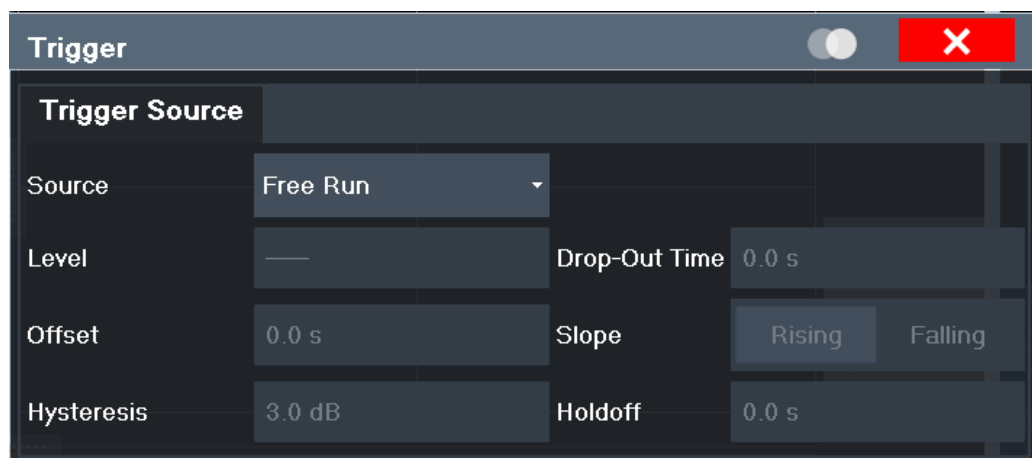 Trigger
Trigger Source
Source Free Run
Level Drop-Out Time 0.0 s
Offset 0.0 s Slope Rising Falling
Hysteresis 3.0 dB Holdoff 0.0 s